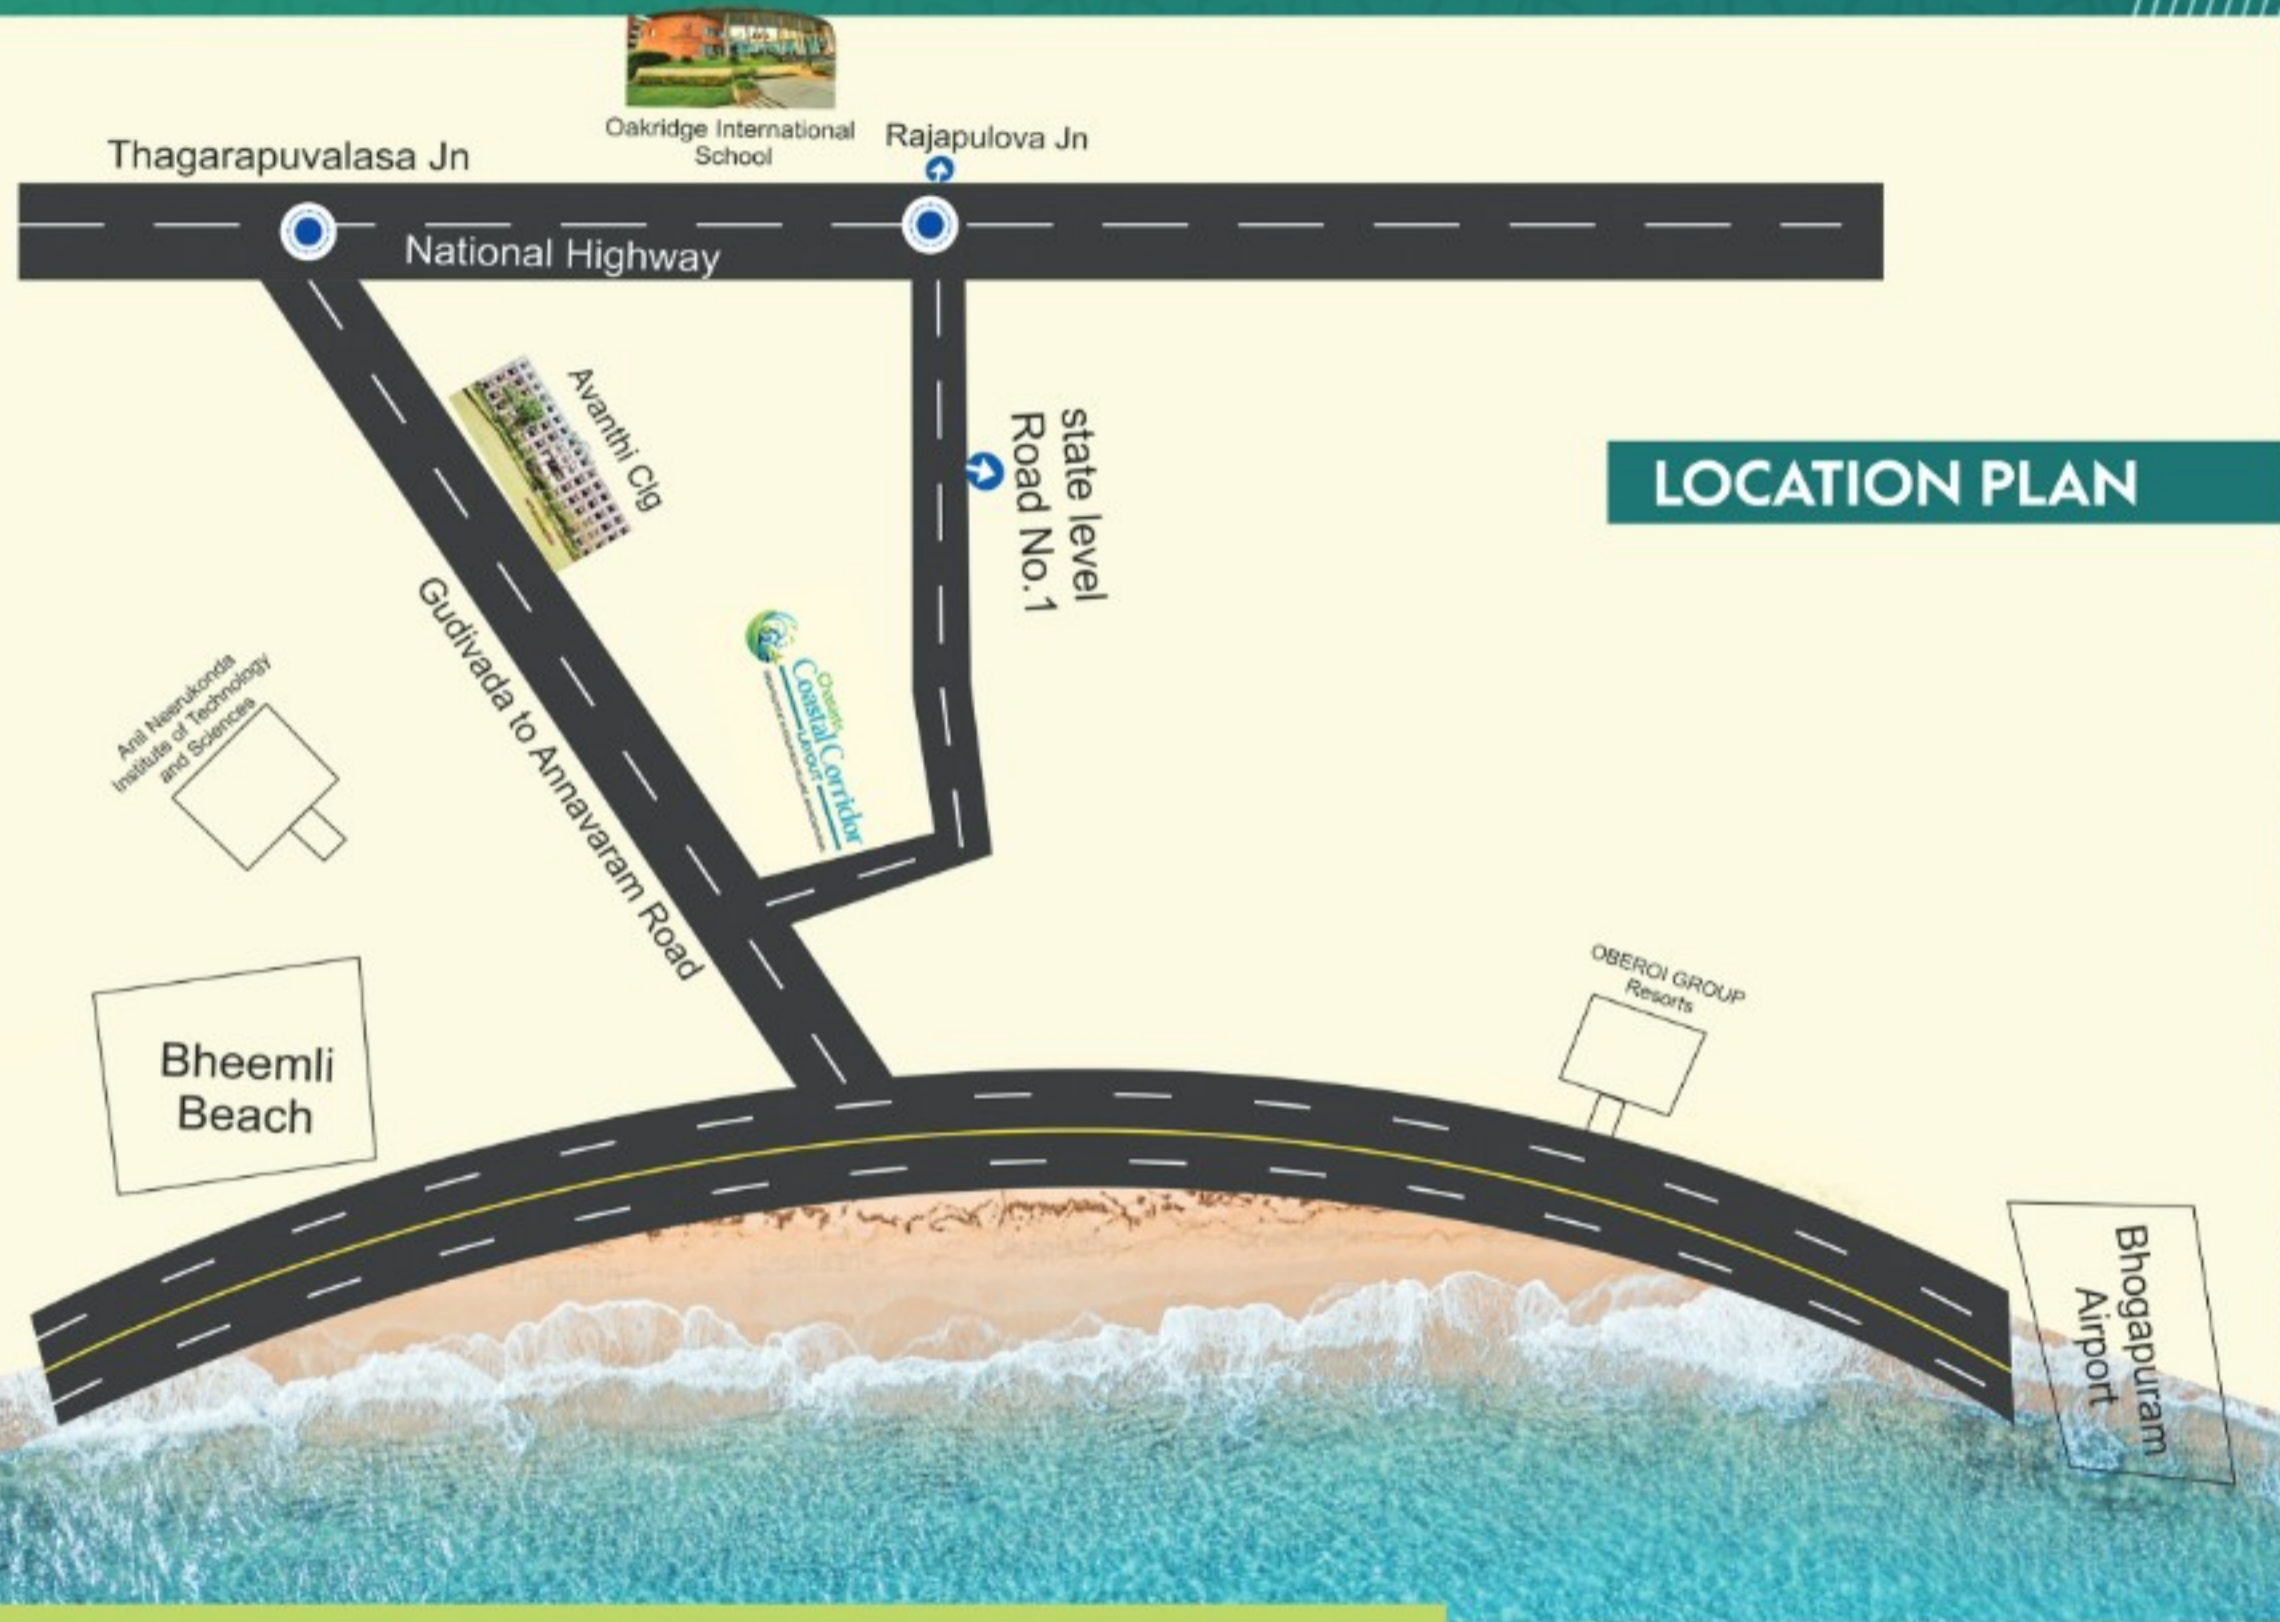 Oakridge International
School
Rajapulova Jn
Thagarapuvalasa Jn
National Highway
Avanthi Clg
state level
Road No.1
LOCATION PLAN
Gudivada to Annavaram Road
Coastal Corridor
LAYOUT
Anil Neerukonda
Institute of Technology
and Sciences
Bheemli
Beach
OBEROI GROUP
Resorts
Bhogapuram
Airport